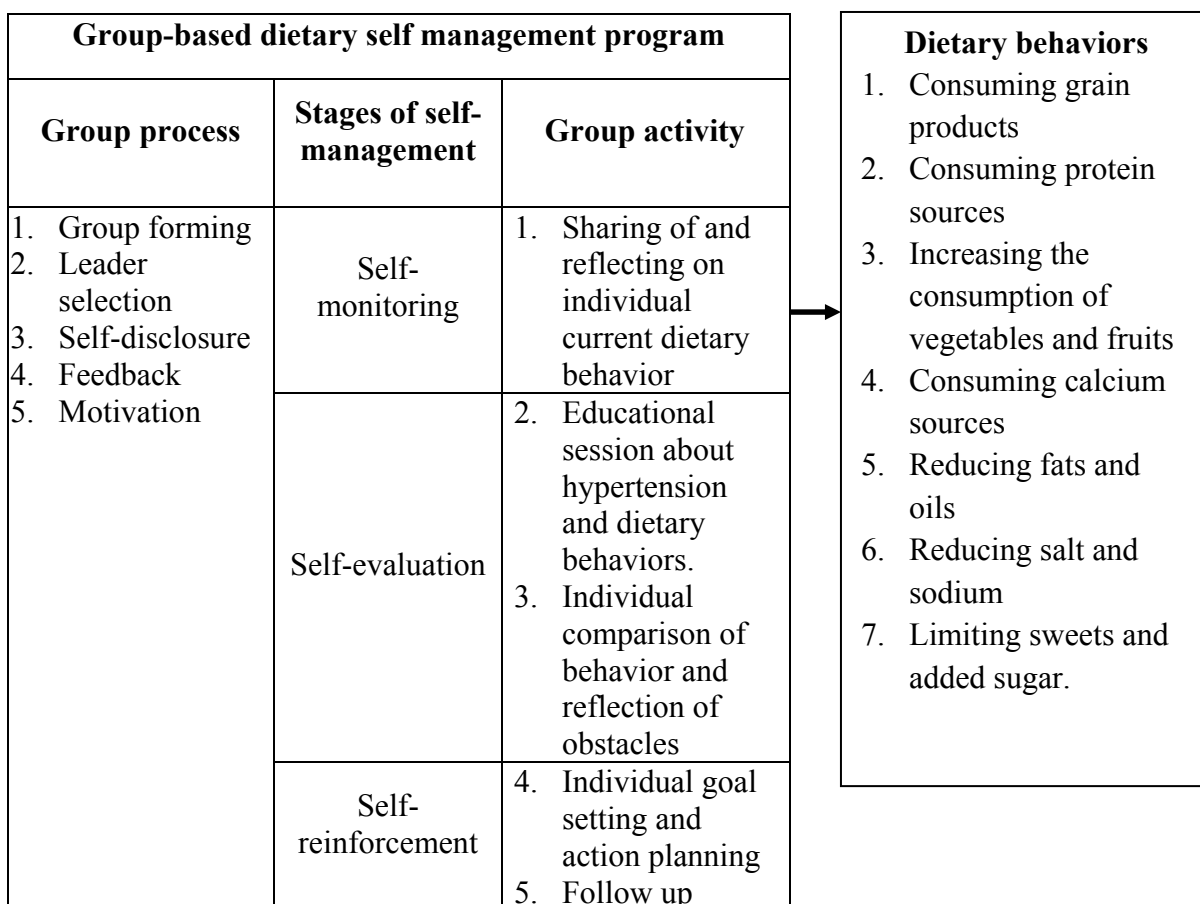 Group-based dietary self management program
Group process
Stages of self-
management
Group activity
1. Group forming
2. Leader
selection
3. Self-disclosure
4. Feedback
5. Motivation
Self-
monitoring
1. Sharing of and
reflecting on
individual
current dietary
behavior
Self-evaluation
2. Educational
session about
hypertension
and dietary
behaviors.
3. Individual
comparison of
behavior and
reflection of
obstacles
Self-
reinforcement
4. Individual goal
setting and
action planning
5. Follow up
Dietary behaviors
1. Consuming grain
products
2. Consuming protein
sources
3. Increasing the
consumption of
vegetables and fruits
4. Consuming calcium
sources
5. Reducing fats and
oils
6. Reducing salt and
sodium
7. Limiting sweets and
added sugar.